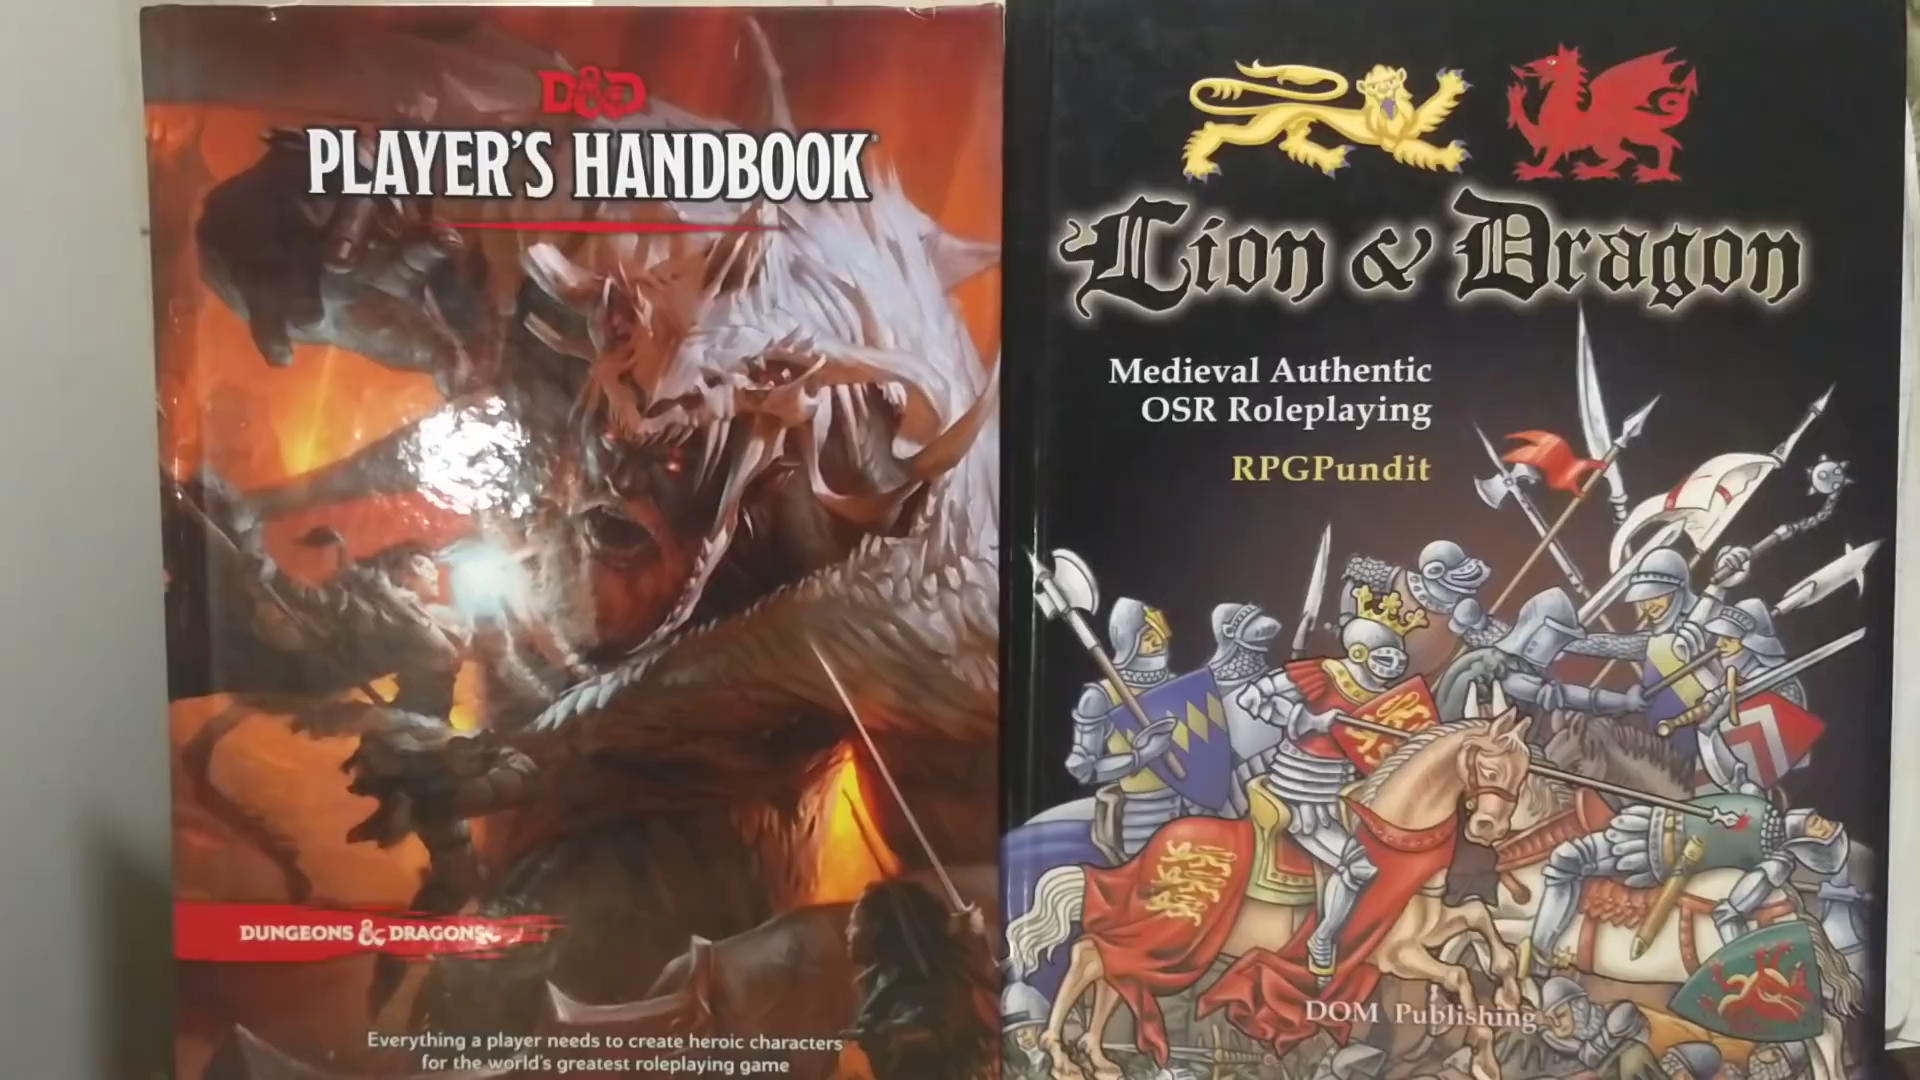 D&D
PLAYER'S HANDBOOK
DUNGEONS & DRAGONS
Everything a player needs to create heroic characters
for the world's greatest roleplaying game
Lion & Dragon
Medieval Authentic
OSR Roleplaying
RPGPundit
DOM Publishing